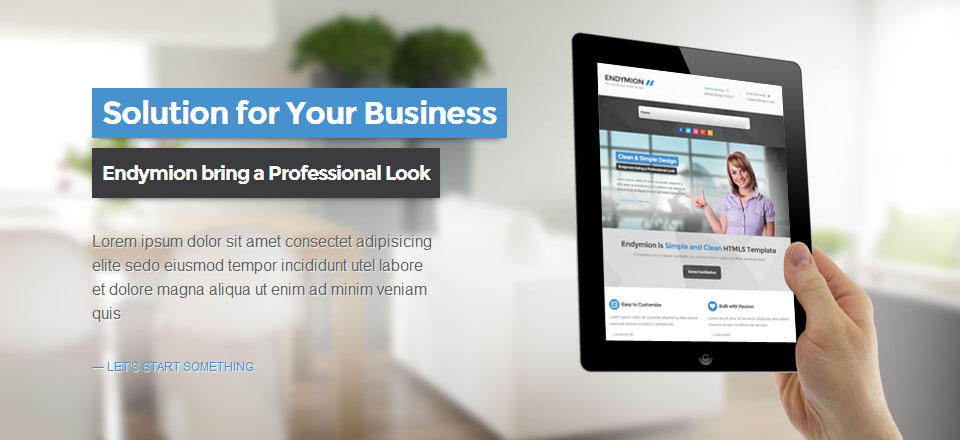 Solution for Your Business
Endymion bring a Professional Look
Lorem ipsum dolor sit amet consectet adipisicing
elite sedo eiusmod tempor incididunt utel labore
et dolore magna aliqua ut enim ad minim veniam
quis
— LET'S START SOMETHING
ENDYMION
Home
Clean & Simple Design
Endymion bring a Professional Look
Endymion is Simple and Clean HTML5 Template
Some Cool Button
Easy to Customize
Built with Passion